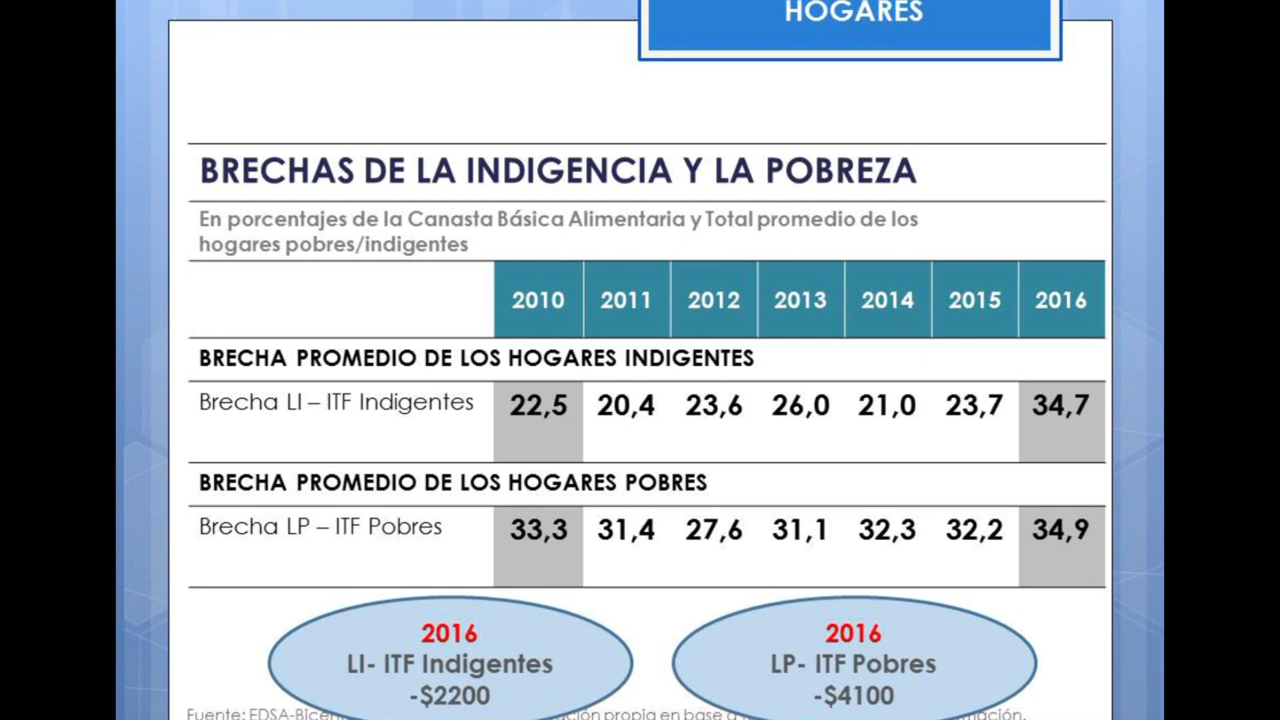 HOGARES
BRECHAS DE LA INDIGENCIA Y LA POBREZA
En porcentajes de la Canasta Básica Alimentaria y Total promedio de los
hogares pobres/indigentes
2010 2011 2012 2013 2014 2015 2016
BRECHA PROMEDIO DE LOS HOGARES INDIGENTES
Brecha LI – ITF Indigentes 22,5 20,4 23,6 26,0 21,0 23,7 34,7
BRECHA PROMEDIO DE LOS HOGARES POBRES
Brecha LP – ITF Pobres 33,3 31,4 27,6 31,1 32,3 32,2 34,9
2016
LI- ITF Indigentes
-$2200
2016
LP- ITF Pobres
-$4100
Fuente: propia en base a